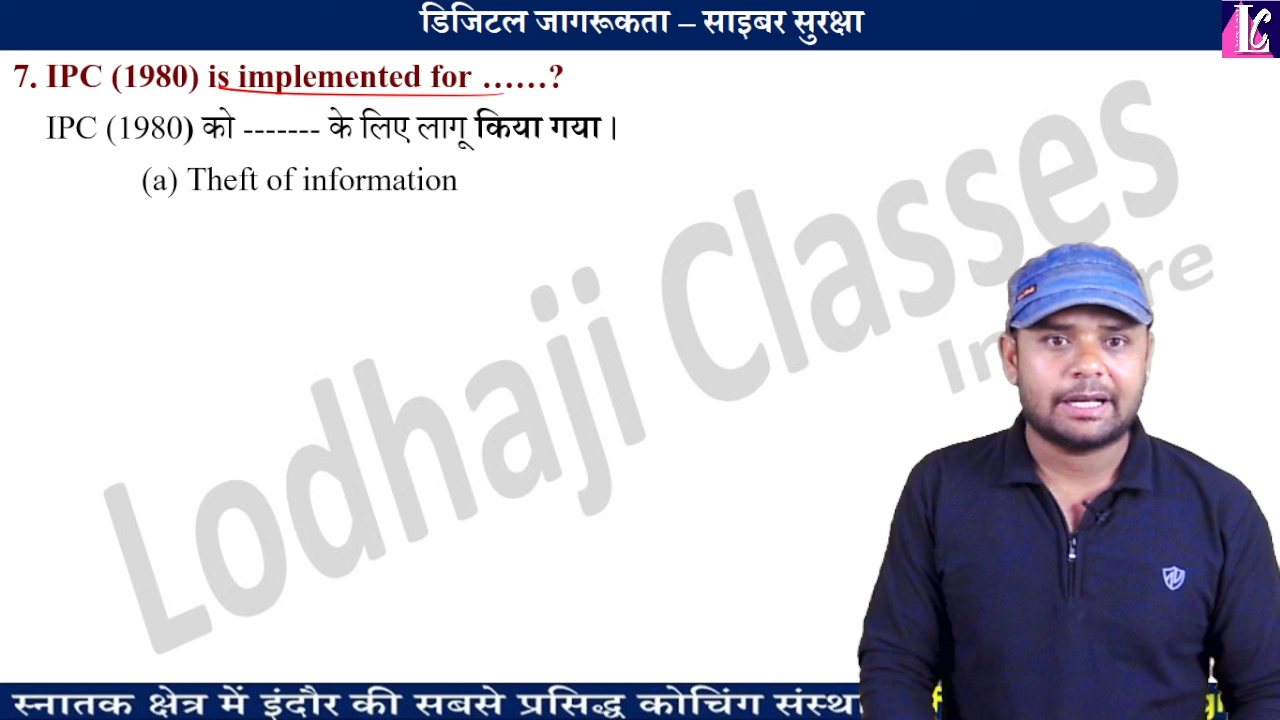 डिजिटल जागरूकता – साइबर सुरक्षा
LC
7. IPC (1980) is implemented for ……?
IPC (1980) को ------- के लिए लागू किया गया।
(a) Theft of information
Lodhaji Classes
स्नातक क्षेत्र में इंदौर की सबसे प्रसिद्ध कोचिंग संस्था